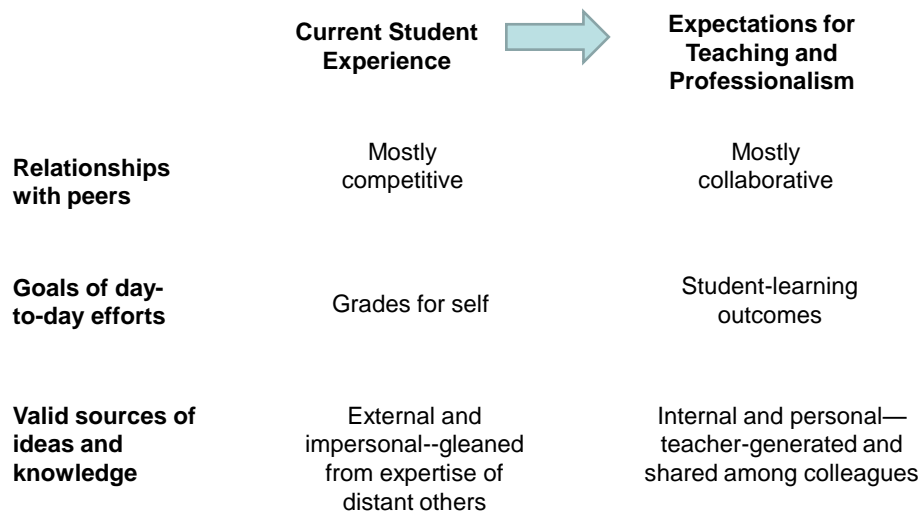 Current Student
Experience
Expectations for
Teaching and
Professionalism
Relationships
with peers
Mostly
competitive
Mostly
collaborative
Goals of day-
to-day efforts
Grades for self
Student-learning
outcomes
Valid sources of
ideas and
knowledge
External and
impersonal--gleaned
from expertise of
distant others
Internal and personal—
teacher-generated and
shared among colleagues